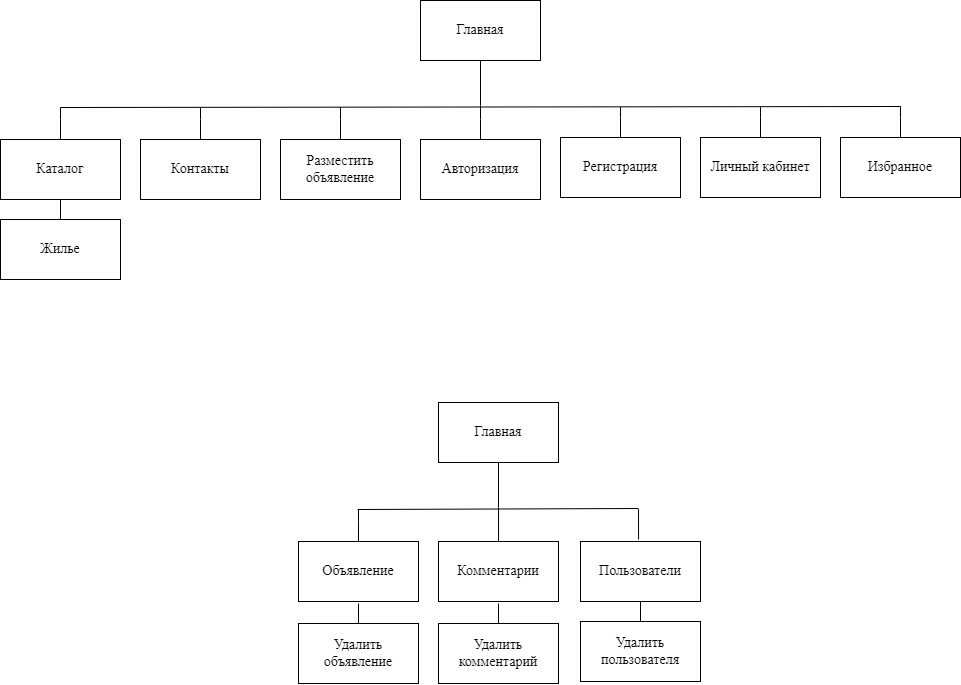 Главная
Каталог
Контакты
Разместить
объявление
Авторизация
Регистрация
Личный кабинет
Избранное
Жилье
Главная
Объявление
Комментарии
Пользователи
Удалить
объявление
Удалить
комментарий
Удалить
пользователя